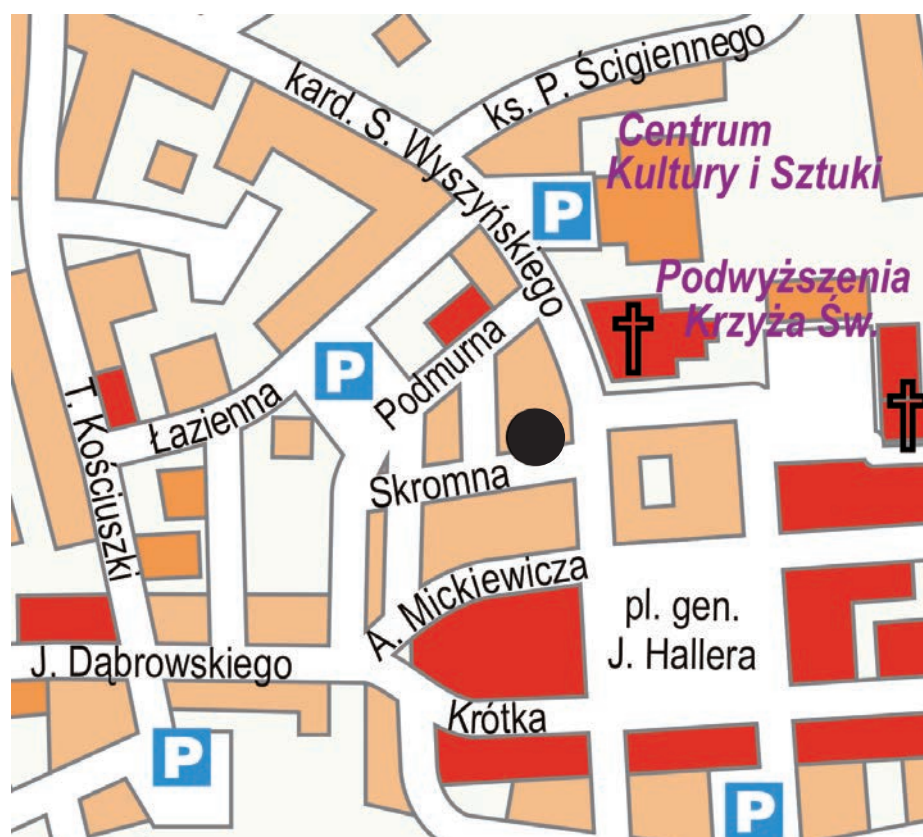 ks. P. Ścigiennego
kard. S. Wyszyńskiego
Centrum
Kultury i Sztuki
P
Podwyższenia
Krzyża Św.
P
Podmurna
T. Kościuszki
Łazienna
Skromna
A. Mickiewicza
pl. gen.
J. Hallera
J. Dąbrowskiego
Krótka
P
P